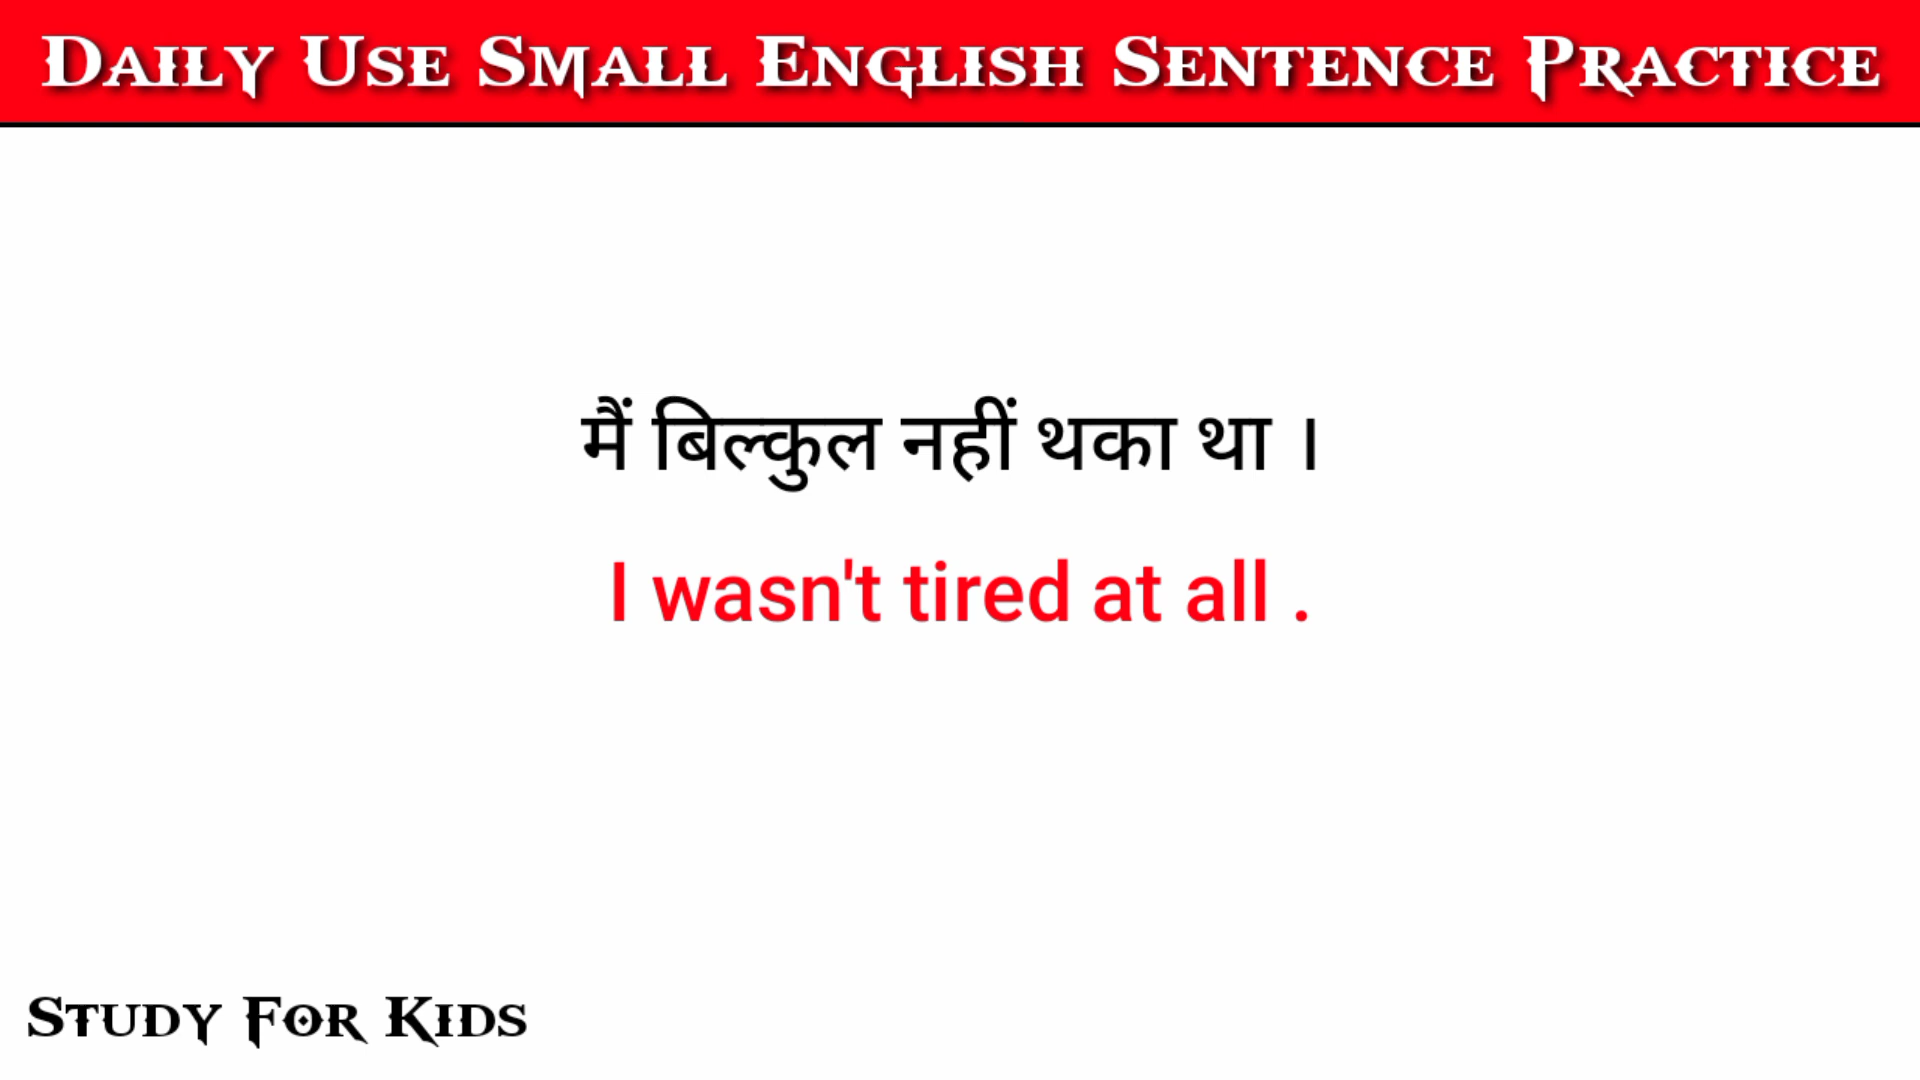 Daily Use Small English Sentence Practice
मैं बिल्कुल नहीं थका था ।
I wasn't tired at all .
Study For Kids